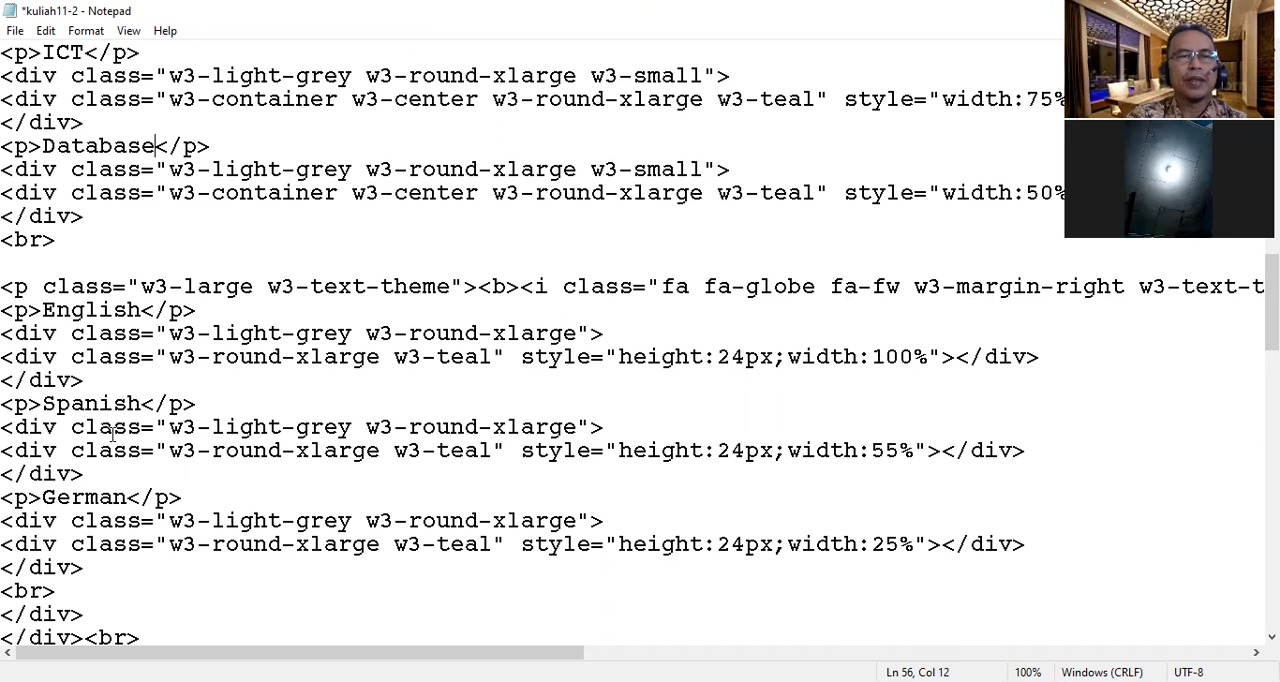 *kuliah11-2 - Notepad
File Edit Format View Help
<p>ICT</p>
<div class="w3-light-grey w3-round-xlarge w3-small">
<div class="w3-container w3-center w3-round-xlarge w3-teal" style="width:75%
</div>
<p>Database</p>
<div class="w3-light-grey w3-round-xlarge w3-small">
<div class="w3-container w3-center w3-round-xlarge w3-teal" style="width:50%
</div>
<br>
<p class="w3-large w3-text-theme"><b><i class="fa fa-globe fa-fw w3-margin-right w3-text-t
<p>English</p>
<div class="w3-light-grey w3-round-xlarge">
<div class="w3-round-xlarge w3-teal" style="height:24px;width:100%"></div>
</div>
<p>Spanish</p>
<div class="w3-light-grey w3-round-xlarge">
<div class="w3-round-xlarge w3-teal" style="height:24px;width:55%"></div>
</div>
<p>German</p>
<div class="w3-light-grey w3-round-xlarge">
<div class="w3-round-xlarge w3-teal" style="height:24px;width:25%"></div>
</div>
<br>
</div>
</div><br>
Ln 56, Col 12 100% Windows (CRLF) UTF-8